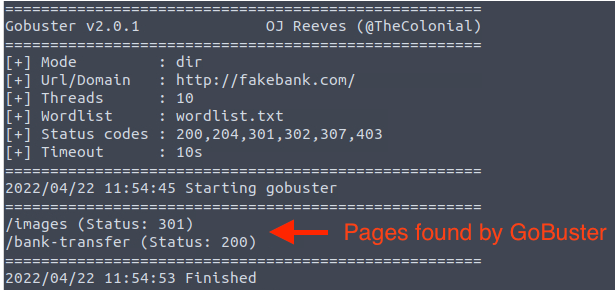 =====================================================
Gobuster v2.0.1              OJ Reeves (@TheColonial)
=====================================================
[+] Mode         : dir
[+] Url/Domain   : http://fakebank.com/
[+] Threads      : 10
[+] Wordlist     : wordlist.txt
[+] Status codes : 200,204,301,302,307,403
[+] Timeout      : 10s
=====================================================
2022/04/22 11:54:45 Starting gobuster
=====================================================
/images (Status: 301)
/bank-transfer (Status: 200)
Pages found by GoBuster
=====================================================
2022/04/22 11:54:53 Finished